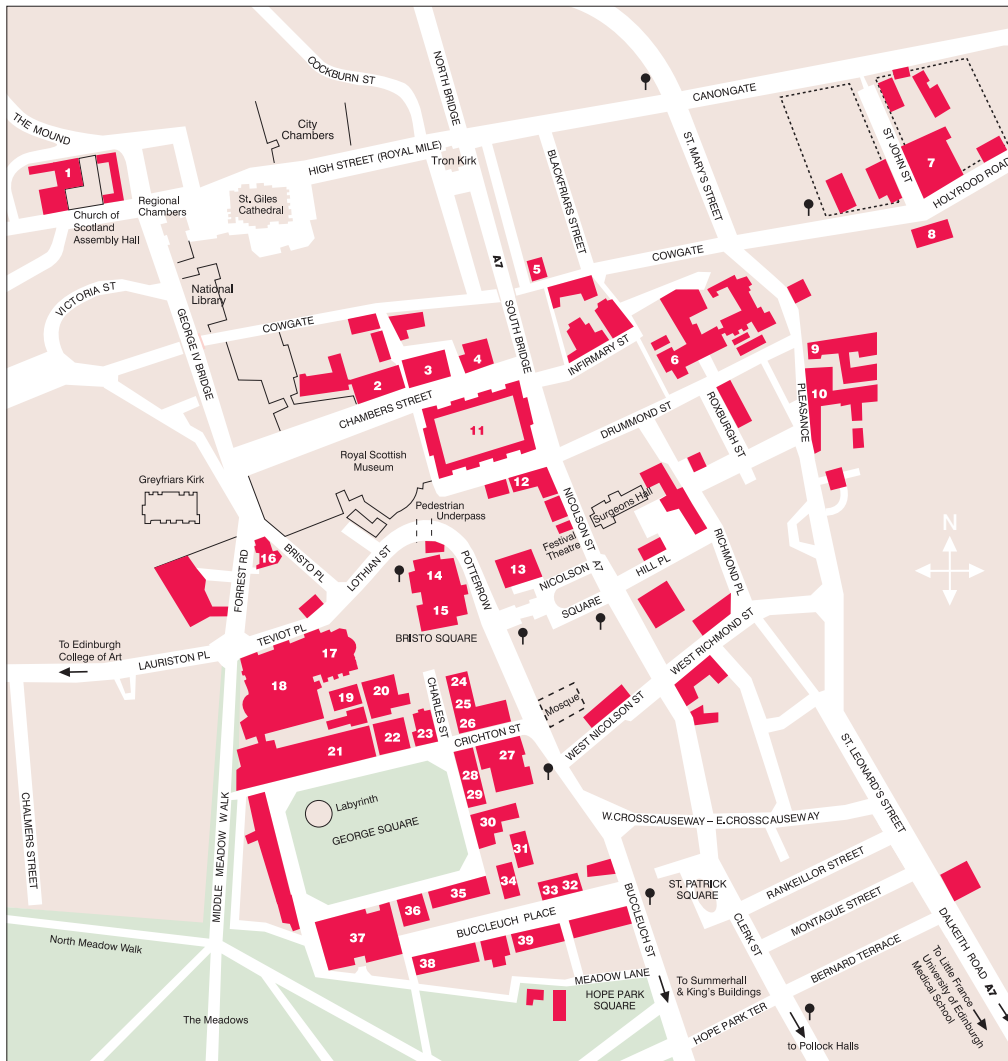 COCKBURN ST
NORTH BRIDGE
CANONGATE
THE MOUND
City
Chambers
ST. MARY'S STREET
ST JOHN ST
HIGH STREET (ROYAL MILE)
Tron Kirk
BLACKFRIARS STREET
1
7
HOLYROOD ROAD
Regional
Chambers
St. Giles
Cathedral
Church of
Scotland
Assembly Hall
8
COWGATE
A7
5
VICTORIA ST
National
Library
GEORGE IV BRIDGE
COWGATE
SOUTH BRIDGE
INFIRMARY ST
6
9
4
3
2
CHAMBERS STREET
10
PLEASANCE
ROXBURGH ST
DRUMMOND ST
11
Royal Scottish
Museum
Greyfriars Kirk
12
Pedestrian
Underpass
NICOLSON ST
A7
Surgeons Hall
Festival
Theatre
RICHMOND PL
16
BRISTO PL
LOTHIAN ST
POTTERROW
FORREST RD
14
13
NICOLSON
SQUARE
HILL PL
15
BRISTO SQUARE
TEVIOT PL
To Edinburgh
College of Art
LAURISTON PL
17
18
WEST RICHMOND ST
24
20
19
25
CHARLES ST
Mosque
26
WEST NICOLSON ST
23
22
21
CRICHTON ST
27
28
29
ST. LEONARD'S STREET
CHALMERS STREET
MIDDLE MEADOW WALK
Labyrinth
GEORGE SQUARE
30
31
W.CROSSCAUSEWAY – E.CROSSCAUSEWAY
RANKEILLOR STREET
34
33
32
35
36
ST. PATRICK
SQUARE
MONTAGUE STREET
BUCCLEUCH PLACE
BUCCLEUCH ST
CLERK ST
DALKEITH ROAD
A7
37
39
38
North Meadow Walk
BERNARD TERRACE
MEADOW LANE
To Summerhall
& King's Buildings
HOPE PARK
SQUARE
HOPE PARK TER
To Little France
University of Edinburgh
Medical School
The Meadows
to Pollock Halls
N